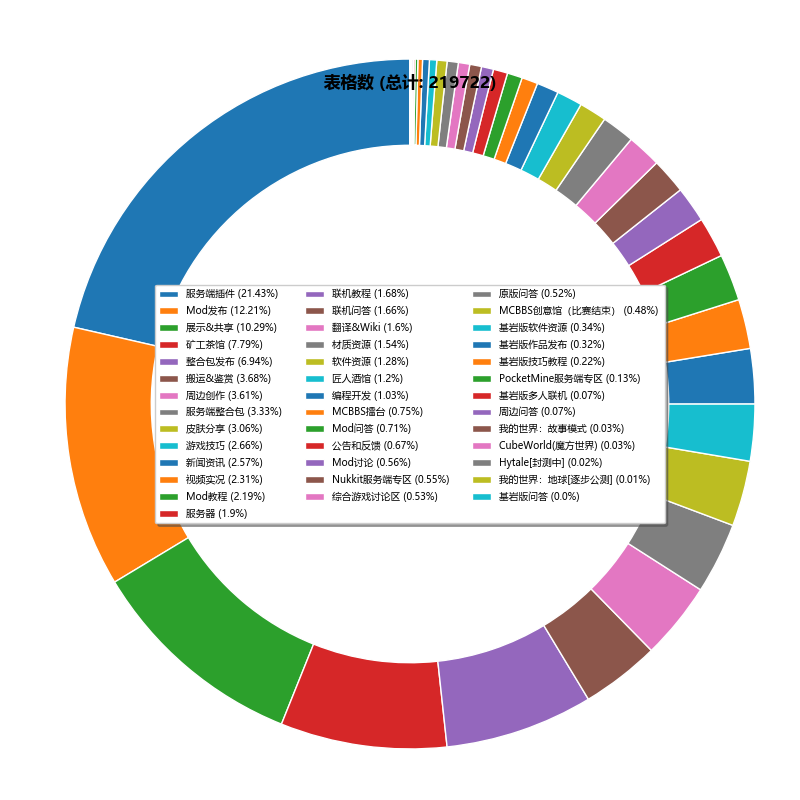 表格数 (总计: 219722)
服务端插件 (21.43%)
Mod发布 (12.21%)
展示&共享 (10.29%)
矿工茶馆 (7.79%)
整合包发布 (6.94%)
搬运&鉴赏 (3.68%)
周边创作 (3.61%)
服务端整合包 (3.33%)
皮肤分享 (3.06%)
游戏技巧 (2.66%)
新闻资讯 (2.57%)
视频实况 (2.31%)
Mod教程 (2.19%)
服务器 (1.9%)
联机教程 (1.68%)
联机问答 (1.66%)
翻译&Wiki (1.6%)
材质资源 (1.54%)
软件资源 (1.28%)
匠人酒馆 (1.2%)
编程开发 (1.03%)
MCBBS擂台 (0.75%)
Mod问答 (0.71%)
公告和反馈 (0.67%)
Mod讨论 (0.56%)
Nukkit服务端专区 (0.55%)
综合游戏讨论区 (0.53%)
原版问答 (0.52%)
MCBBS创意馆（比赛结束） (0.48%)
基岩版软件资源 (0.34%)
基岩版作品发布 (0.32%)
基岩版技巧教程 (0.22%)
PocketMine服务端专区 (0.13%)
基岩版多人联机 (0.07%)
周边问答 (0.07%)
我的世界：故事模式 (0.03%)
CubeWorld(魔方世界) (0.03%)
Hytale[封测中] (0.02%)
我的世界：地球[逐步公测] (0.01%)
基岩版问答 (0.0%)